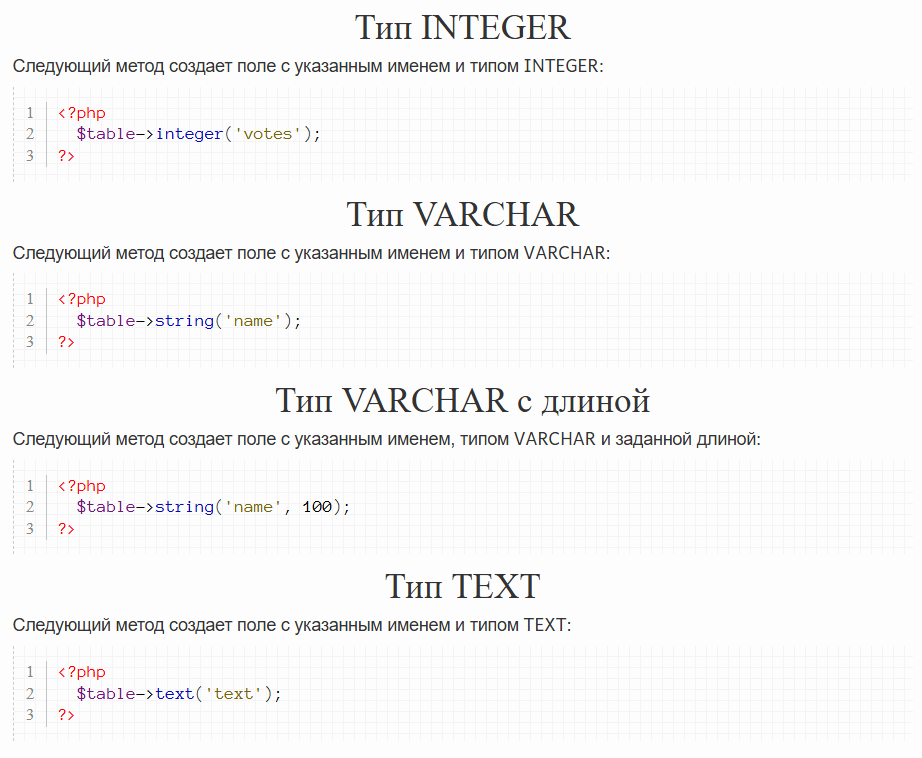 Тип INTEGER
Следующий метод создает поле с указанным именем и типом INTEGER:
1 <?php
2   $table->integer('votes');
3 ?>
Тип VARCHAR
Следующий метод создает поле с указанным именем и типом VARCHAR:
1 <?php
2   $table->string('name');
3 ?>
Тип VARCHAR с длиной
Следующий метод создает поле с указанным именем, типом VARCHAR и заданной длиной:
1 <?php
2   $table->string('name', 100);
3 ?>
Тип TEXT
Следующий метод создает поле с указанным именем и типом TEXT:
1 <?php
2   $table->text('text');
3 ?>